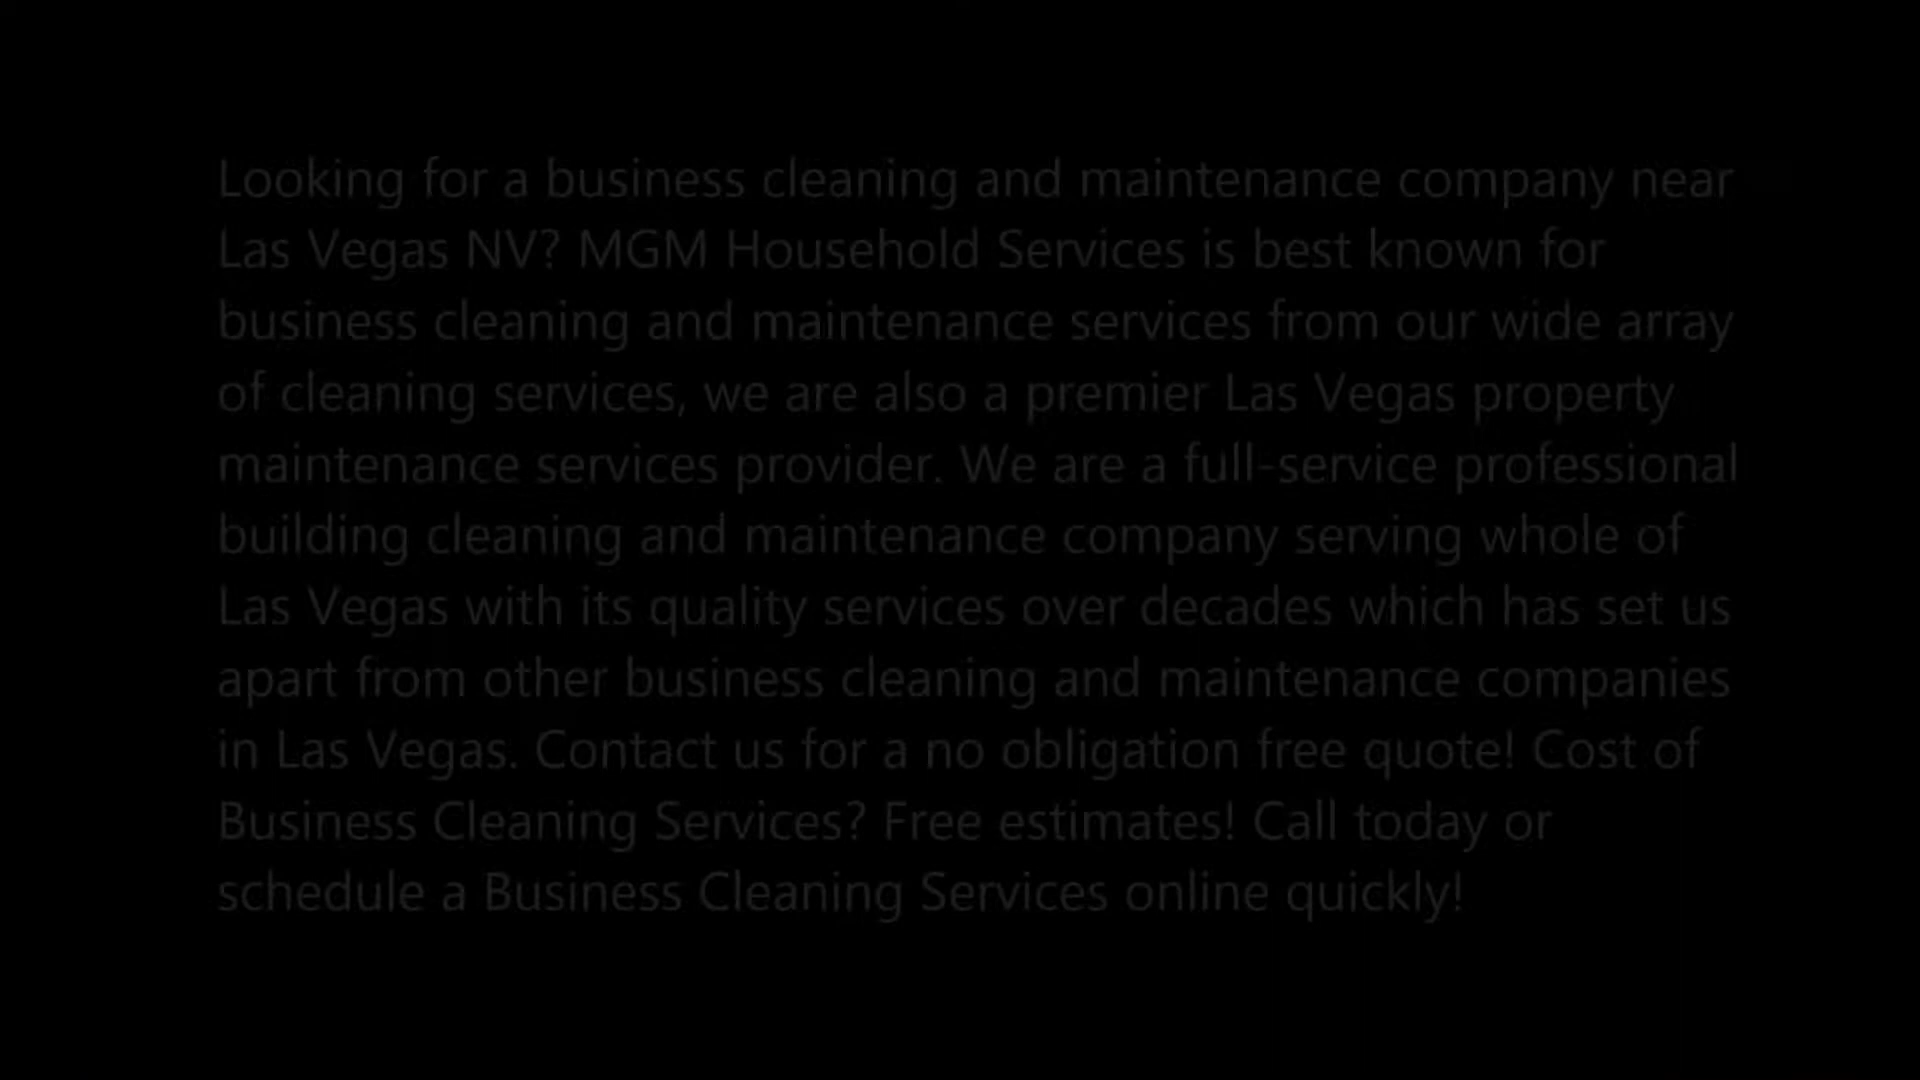 Looking for a business cleaning and maintenance company near
Las Vegas NV? MGM Household Services is best known for
business cleaning and maintenance services from our wide array
of cleaning services, we are also a premier Las Vegas property
maintenance services provider. We are a full-service professional
building cleaning and maintenance company serving whole of
Las Vegas with its quality services over decades which has set us
apart from other business cleaning and maintenance companies
in Las Vegas. Contact us for a no obligation free quote! Cost of
Business Cleaning Services? Free estimates! Call today or
schedule a Business Cleaning Services online quickly!